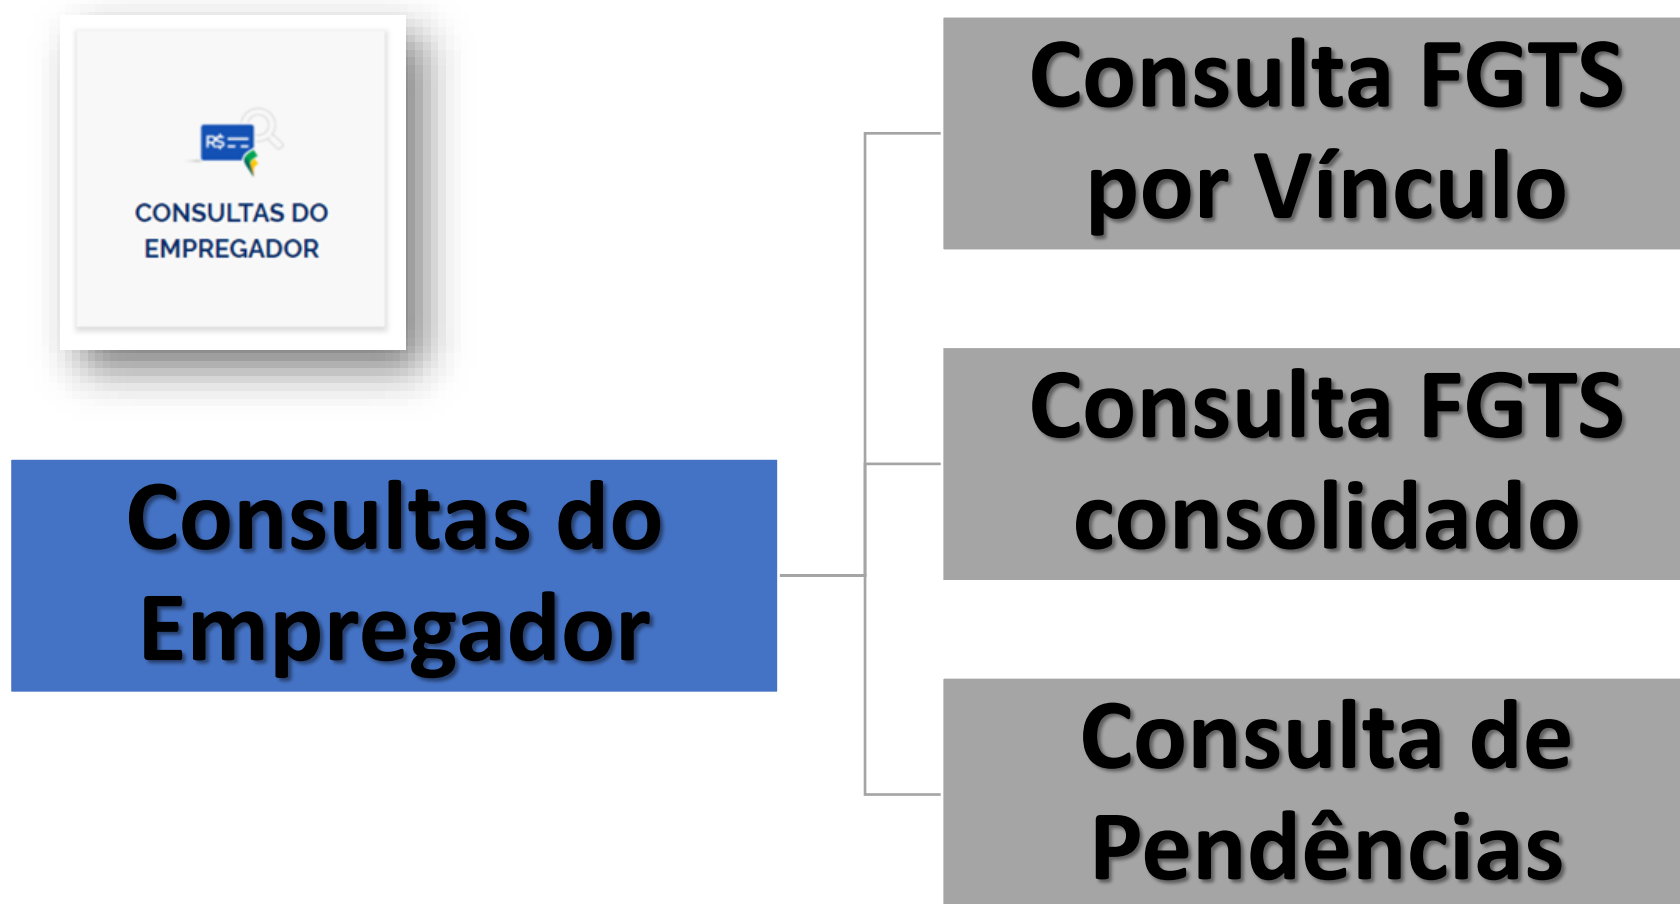 R$
CONSULTAS DO
EMPREGADOR
Consultas do
Empregador
Consulta FGTS
por Vínculo
Consulta FGTS
consolidado
Consulta de
Pendências